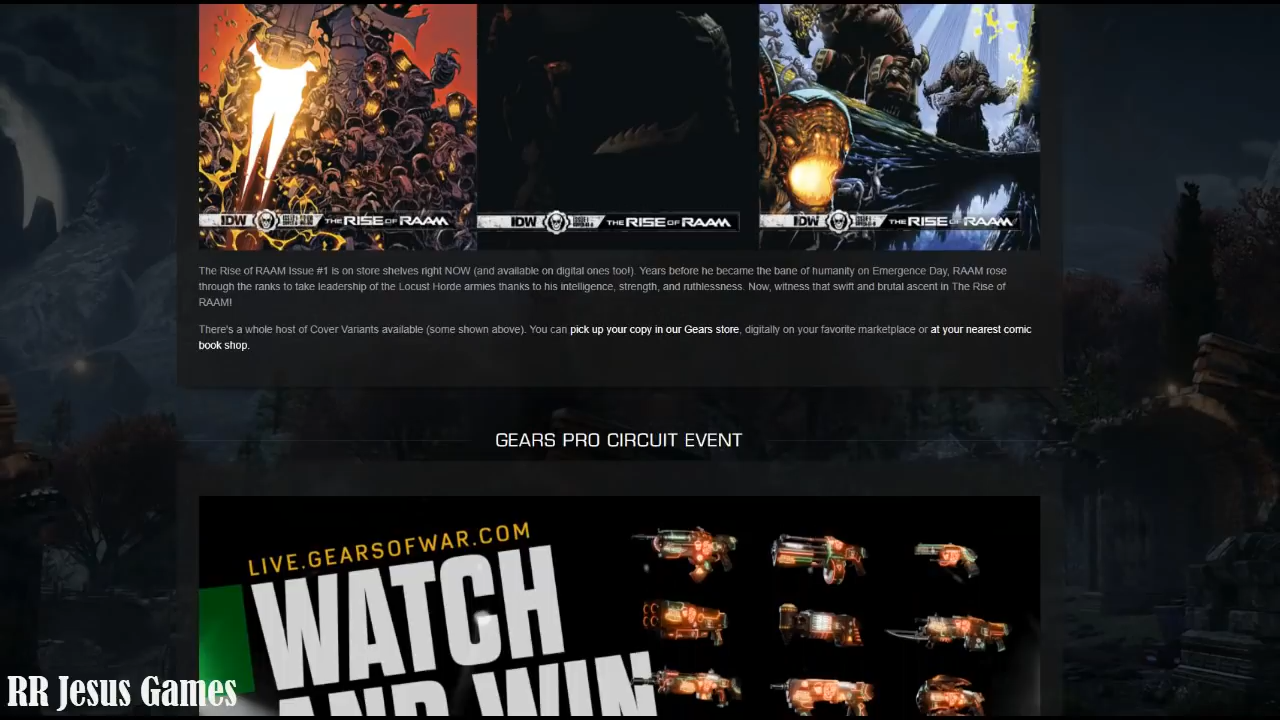 IDW THE RISE OF RAAM IDW THE RISE OF RAAM IDW THE RISE OF RAAM
The Rise of RAAM Issue #1 is on store shelves right NOW (and available on digital ones too!). Years before he became the bane of humanity on Emergence Day, RAAM rose
through the ranks to take leadership of the Locust Horde armies thanks to his intelligence, strength, and ruthlessness. Now, witness that swift and brutal ascent in The Rise of
RAAM!
There's a whole host of Cover Variants available (some shown above). You can pick up your copy in our Gears store, digitally on your favorite marketplace or at your nearest comic
book shop.
GEARS PRO CIRCUIT EVENT
LIVE.GEARSOFWAR.COM
WATCH
AND WIN
RR Jesus Games